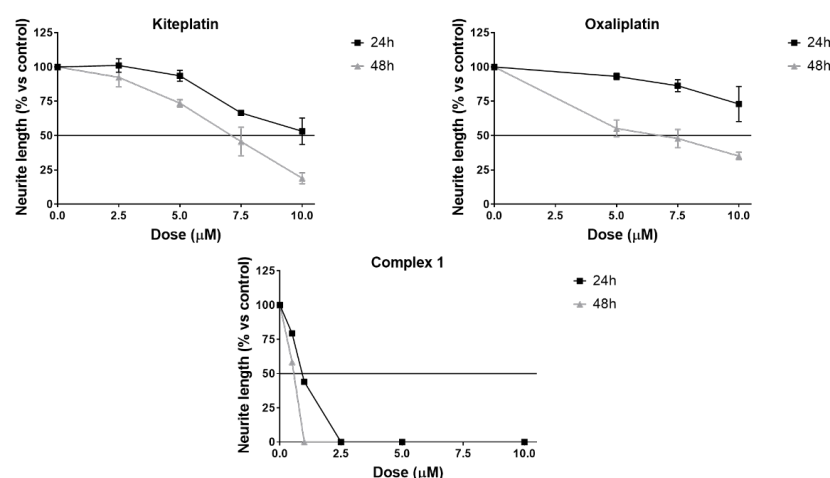 Kiteplatin
125
100
75
50
25
0
0.0 2.5 5.0 7.5 10.0
Neurite length (% vs control)
Dose (μM)
24h
48h
Oxaliplatin
125
100
75
50
25
0
0.0 2.5 5.0 7.5 10.0
Neurite length (% vs control)
Dose (μM)
24h
48h
Complex 1
125
100
75
50
25
0
0.0 2.5 5.0 7.5 10.0
Neurite length (% vs control)
Dose (μM)
24h
48h